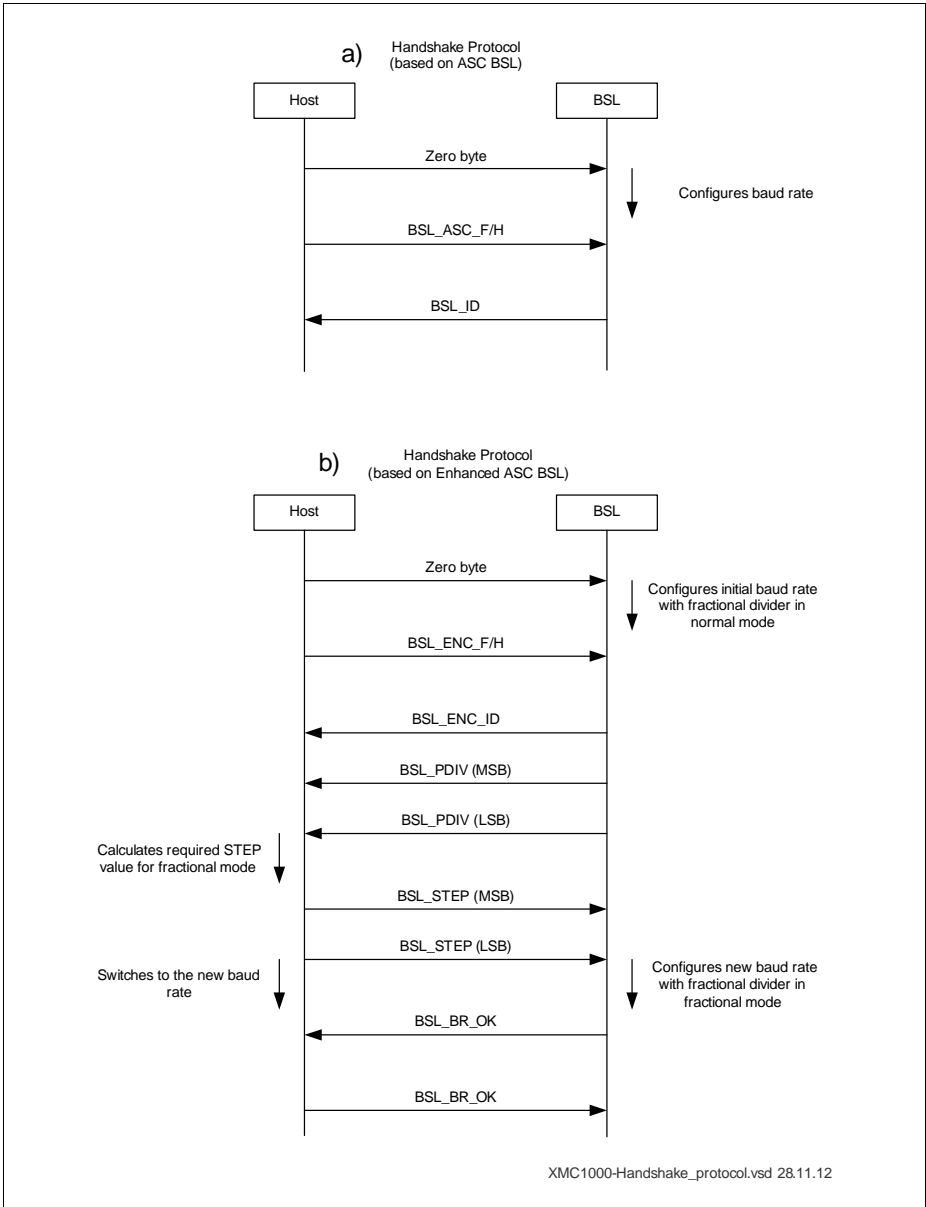 a)
Handshake Protocol
(based on ASC BSL)
Host
BSL
Zero byte
Configures baud rate
BSL_ASC_F/H
BSL_ID
b)
Handshake Protocol
(based on Enhanced ASC BSL)
Host
BSL
Zero byte
Configures initial baud rate
with fractional divider in
normal mode
BSL_ENC_F/H
BSL_ENC_ID
BSL_PDIV (MSB)
BSL_PDIV (LSB)
Calculates required STEP
value for fractional mode
BSL_STEP (MSB)
BSL_STEP (LSB)
Switches to the new baud
rate
Configures new baud rate
with fractional divider in
fractional mode
BSL_BR_OK
BSL_BR_OK
XMC1000-Handshake_protocol.vsd 28.11.12